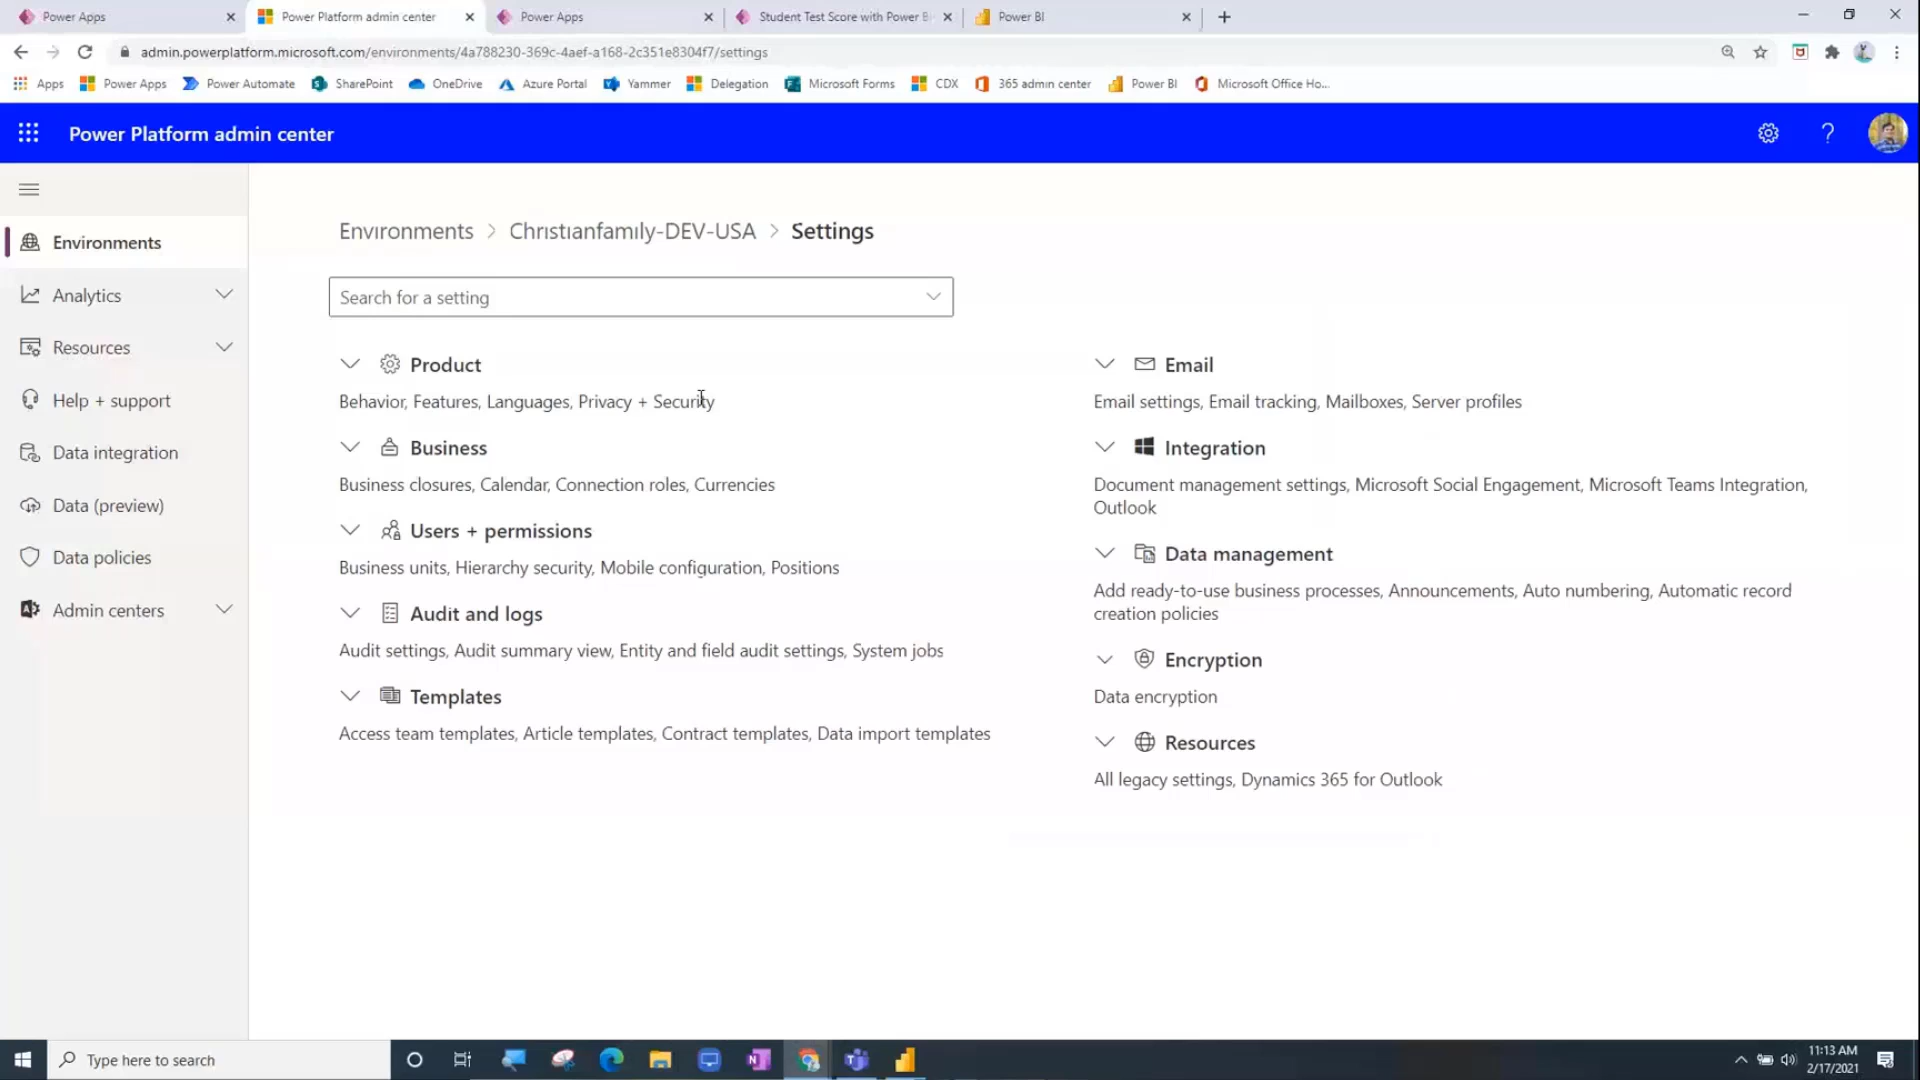 Power Apps
Power Platform admin center
Power Apps
Student Test Score with Power B
Power BI
admin.powerplatform.microsoft.com/environments/4a788230-369c-4aef-a168-2c351e8304f7/settings
Apps
Power Apps
Power Automate
SharePoint
OneDrive
Azure Portal
Yammer
Delegation
Microsoft Forms
CDX
365 admin center
Power BI
Microsoft Office Ho...
Power Platform admin center
?
Environments
Analytics
Resources
Help + support
Data integration
Data (preview)
Data policies
Admin centers
Environments > Christianfamily-DEV-USA > Settings
Search for a setting
Product
Behavior, Features, Languages, Privacy + Security
Business
Business closures, Calendar, Connection roles, Currencies
Users + permissions
Business units, Hierarchy security, Mobile configuration, Positions
Audit and logs
Audit settings, Audit summary view, Entity and field audit settings, System jobs
Templates
Access team templates, Article templates, Contract templates, Data import templates
Email
Email settings, Email tracking, Mailboxes, Server profiles
Integration
Document management settings, Microsoft Social Engagement, Microsoft Teams Integration,
Outlook
Data management
Add ready-to-use business processes, Announcements, Auto numbering, Automatic record
creation policies
Encryption
Data encryption
Resources
All legacy settings, Dynamics 365 for Outlook
Type here to search
11:13 AM
2/17/2021